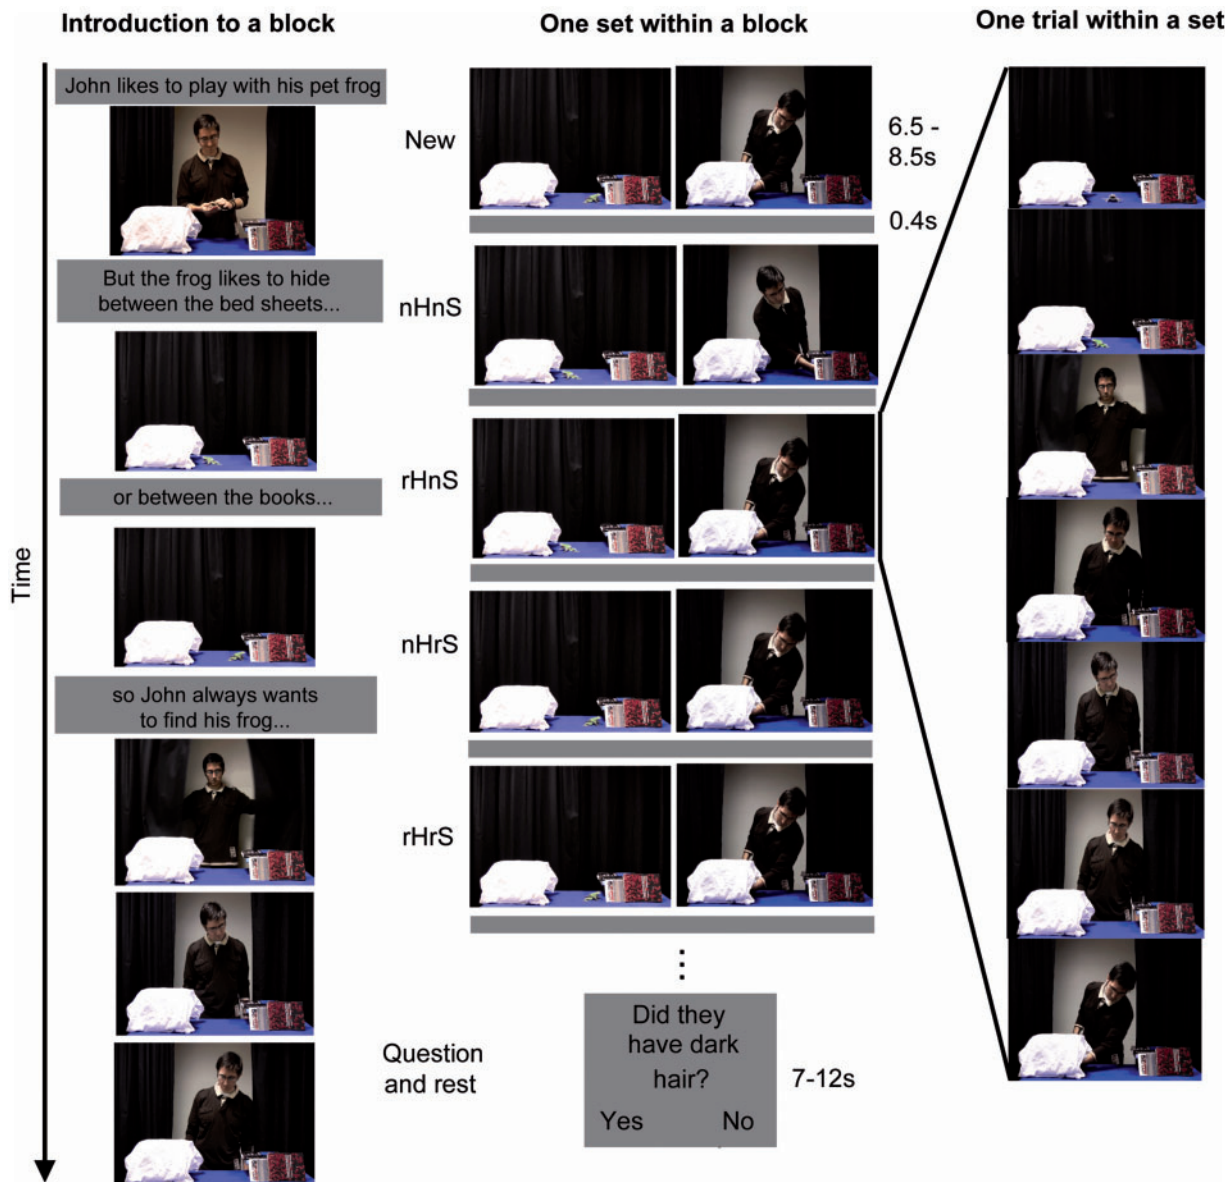 Introduction to a block
One set within a block
One trial within a set
Time
John likes to play with his pet frog
But the frog likes to hide
between the bed sheets...
or between the books...
so John always wants
to find his frog...
New
6.5 -
8.5s
0.4s
nHnS
rHnS
nHrS
rHrS
Question
and rest
Did they
have dark
hair?
Yes No
7-12s